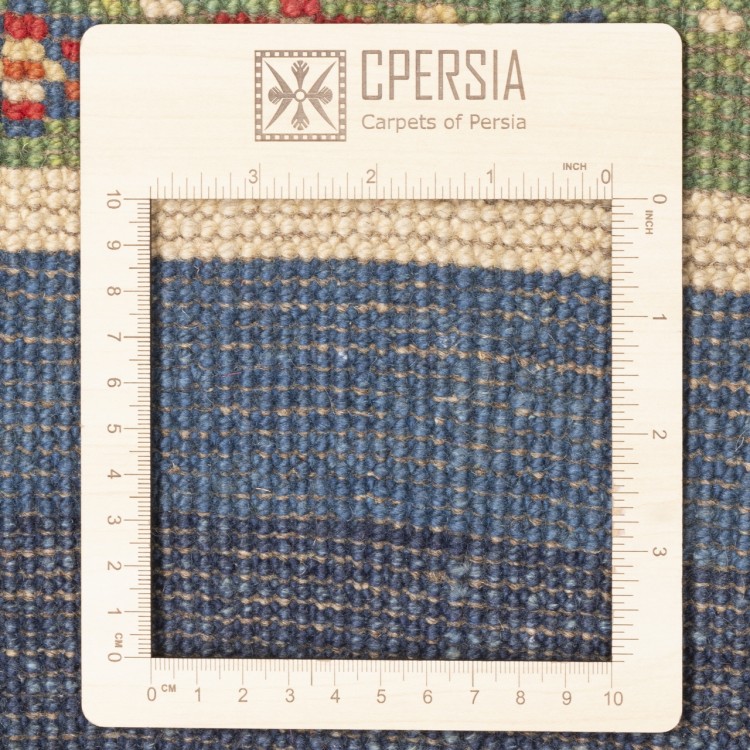 CPERSIA
Carpets of Persia
INCH
3 2 1 0
10 9 8 7 6 5 4 3 2 1 0
CM
0 1 2 3
INCH
0 CM 1 2 3 4 5 6 7 8 9 10